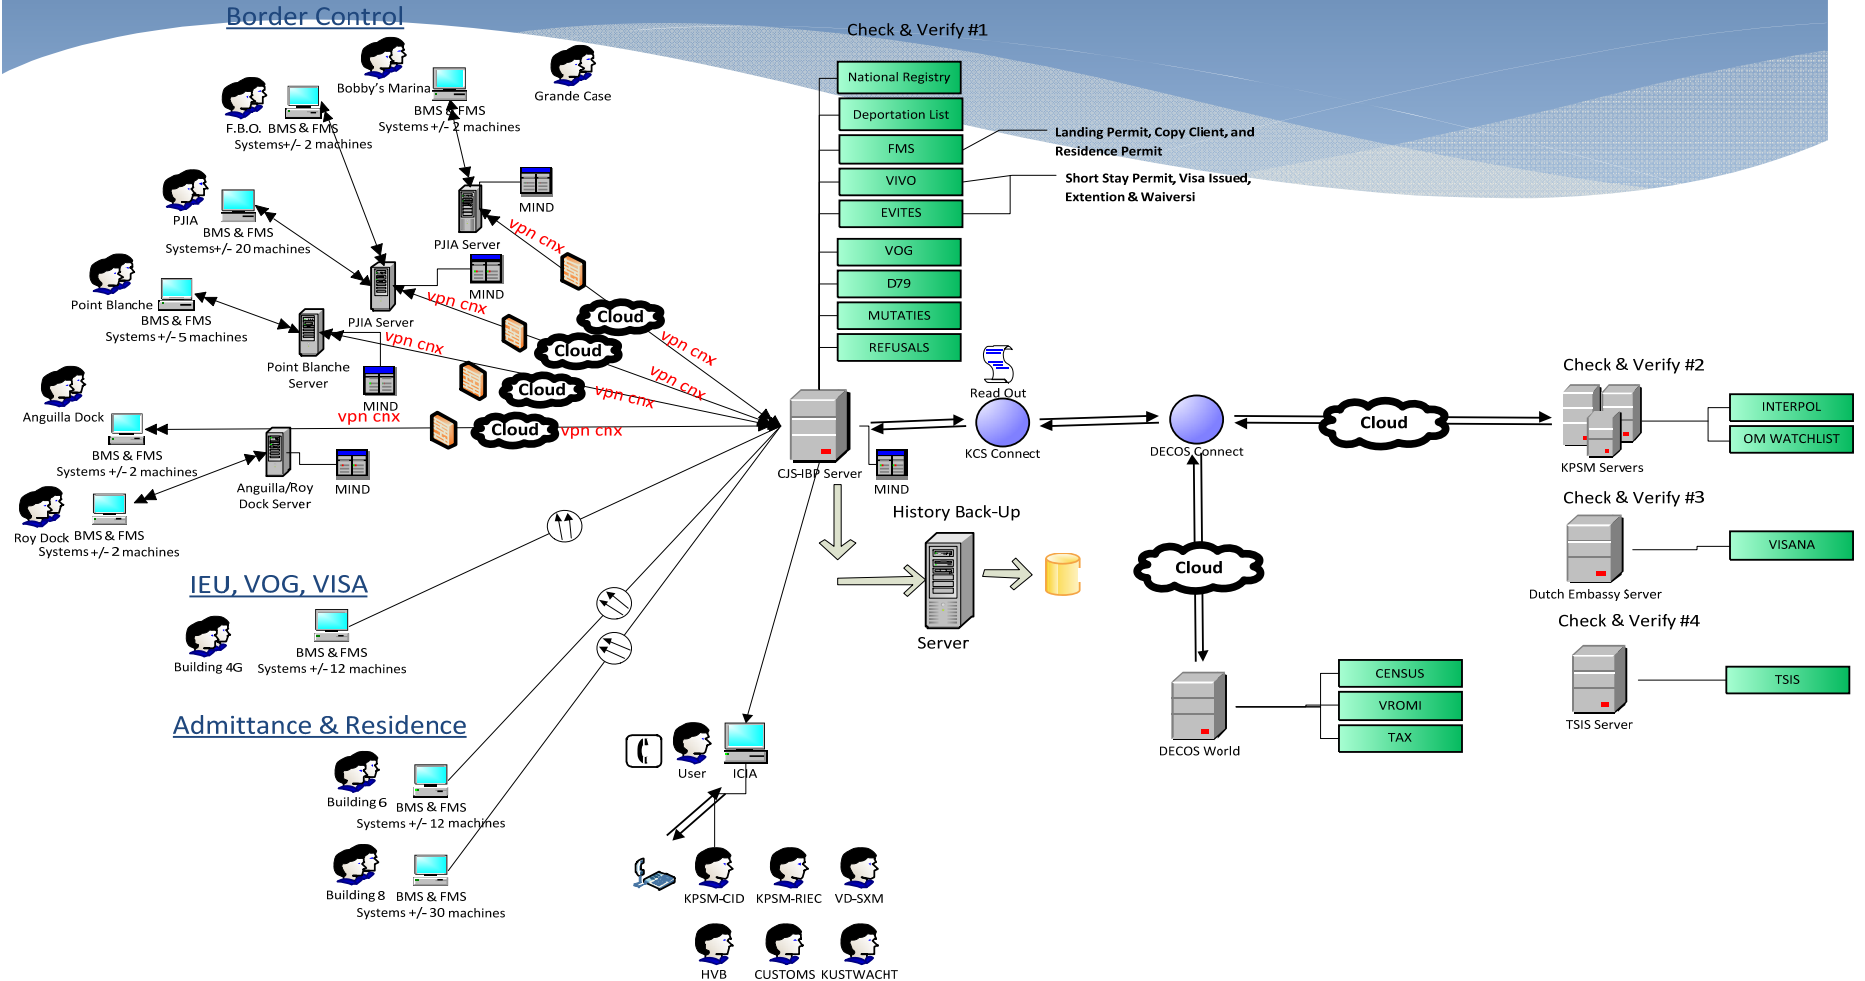 Border Control
Bobby's Marina
BMS & FMS
Systems +/- 2 machines
Grande Case
F.B.O.
BMS & FMS
Systems+/- 2 machines
PJIA
BMS & FMS
Systems+/- 20 machines
MIND
PJIA Server
vpn cnx
MIND
PJIA Server
vpn cnx
Point Blanche
BMS & FMS
Systems +/- 5 machines
Point Blanche
Server
vpn cnx
MIND
Cloud
Cloud
Cloud
Cloud
vpn cnx
vpn cnx
vpn cnx
vpn cnx
vpn cnx
Anguilla Dock
BMS & FMS
Systems +/- 2 machines
Anguilla/Roy
Dock Server
MIND
Roy Dock
BMS & FMS
Systems +/- 2 machines
IEU, VOG, VISA
Building 4G
BMS & FMS
Systems +/-12 machines
Admittance & Residence
Building 6
BMS & FMS
Systems +/-12 machines
Building 8
BMS & FMS
Systems +/-30 machines
Check & Verify #1
National Registry
Deportation List
FMS
VIVO
EVITES
VOG
D79
MUTATIES
REFUSALS
Landing Permit, Copy Client, and
Residence Permit
Short Stay Permit, Visa Issued,
Extention & Waiversi
CJS-IBP Server
MIND
Read Out
KCS Connect
DECOS Connect
Cloud
History Back-Up
Server
Cloud
DECOS World
CENSUS
VROMI
TAX
Check & Verify #2
KPSM Servers
INTERPOL
OM WATCHLIST
Check & Verify #3
Dutch Embassy Server
VISANA
Check & Verify #4
TSIS Server
TSIS
User
ICIA
KPSM-CID
KPSM-RIEC
VD-SXM
HVB
CUSTOMS
KUSTWACHT